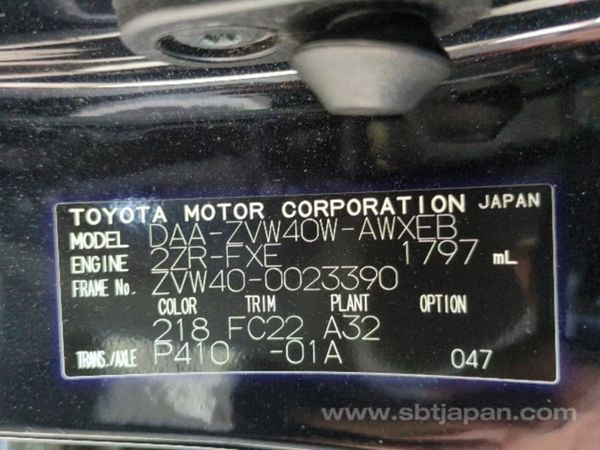 TOYOTA MOTOR CORPORATION JAPAN
MODEL DAA-ZVW40W-AWXEB
ENGINE 2ZR-FXE 1797 mL
FRAME No. ZVW40-0023390
COLOR TRIM PLANT OPTION
218 FC22 A32
TRANS./AXLE P410 -01A 047
www.sbtjapan.com